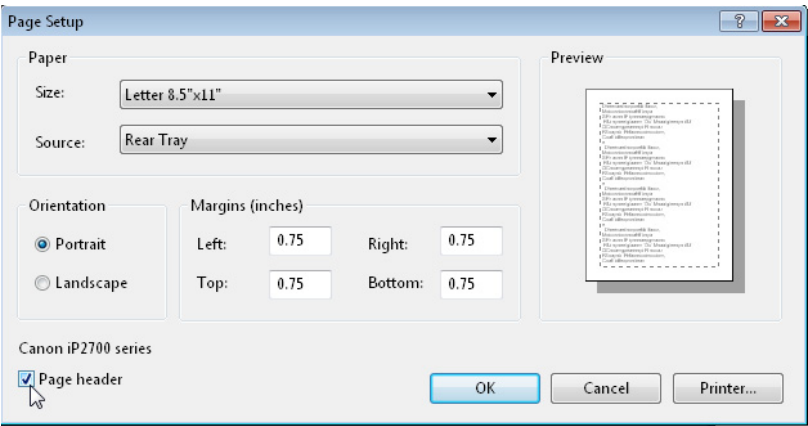 Page Setup
Paper
Size: Letter 8.5"x11"
Source: Rear Tray
Orientation
Portrait
Landscape
Margins (inches)
Left: 0.75 Right: 0.75
Top: 0.75 Bottom: 0.75
Preview
Canon iP2700 series
Page header
OK Cancel Printer...